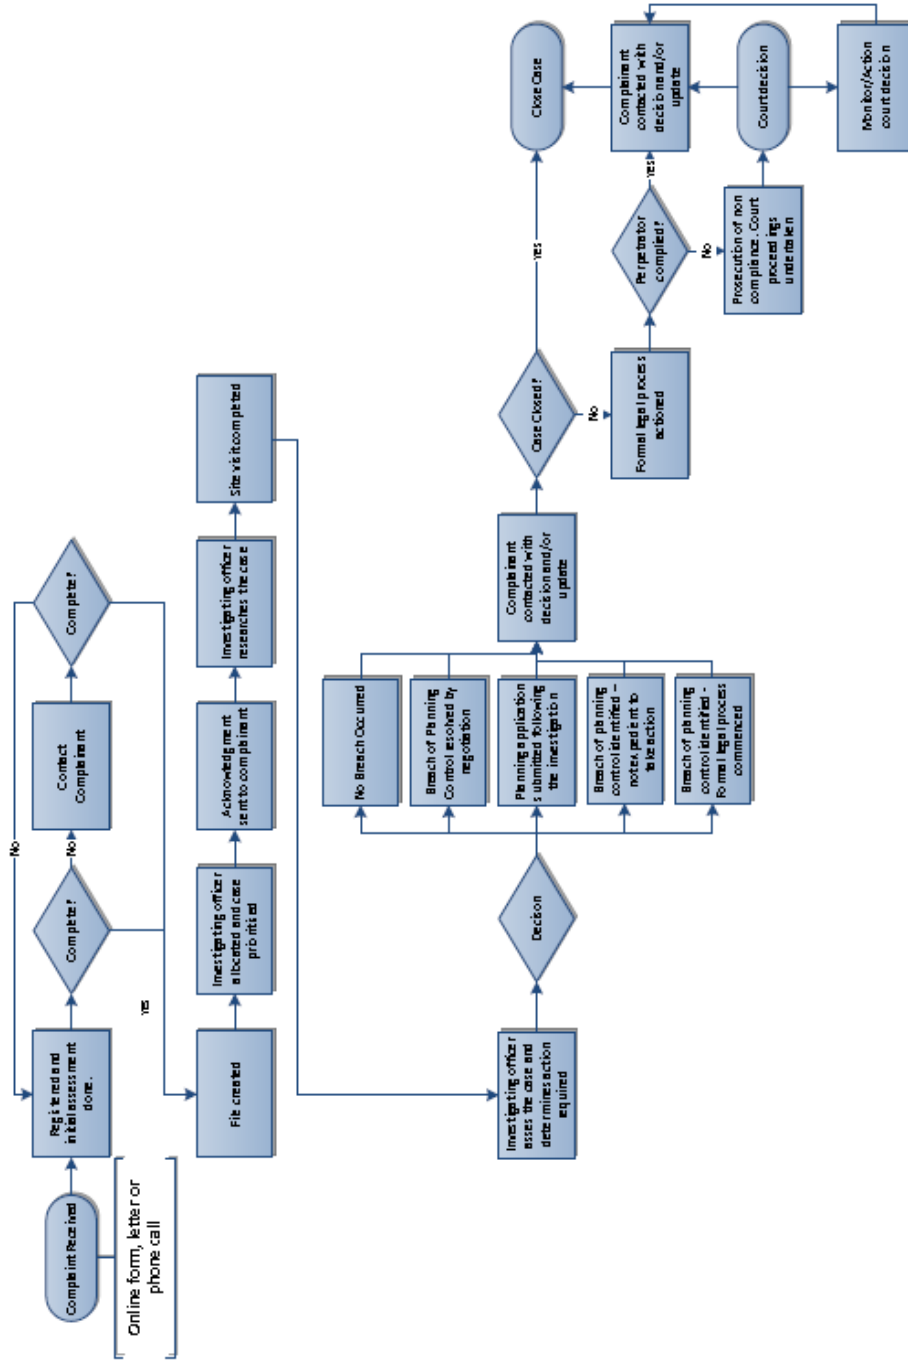 Complaint Received
Online form, letter or
phone call
Registered and
initial assessment
done.
Complete?
No
Contact
Complainant
Complete?
No
Yes
File created
Investigating officer
allocated and case
prioritised
Acknowledgment
sent to complainant
Investigating officer
researches the case
Site visit completed
Investigating officer
asses the case and
determines action
required
Decision
No Breach Occurred
Breach of Planning
Control resolved by
negotiation
Planning application
submitted following
the investigation
Breach of planning
control identified –
not expedient to
take action
Breach of planning
control identified -
Formal legal process
commenced
Complainant
contacted with
decision and/or
update
Case Closed?
Yes
Close Case
No
Formal legal process
actioned
Perpetrator
complied?
Yes
Complainant
contacted with
decision and/or
update
No
Prosecution of non
compliance. Court
proceedings
undertaken
Court decision
Monitor/Action
court decision